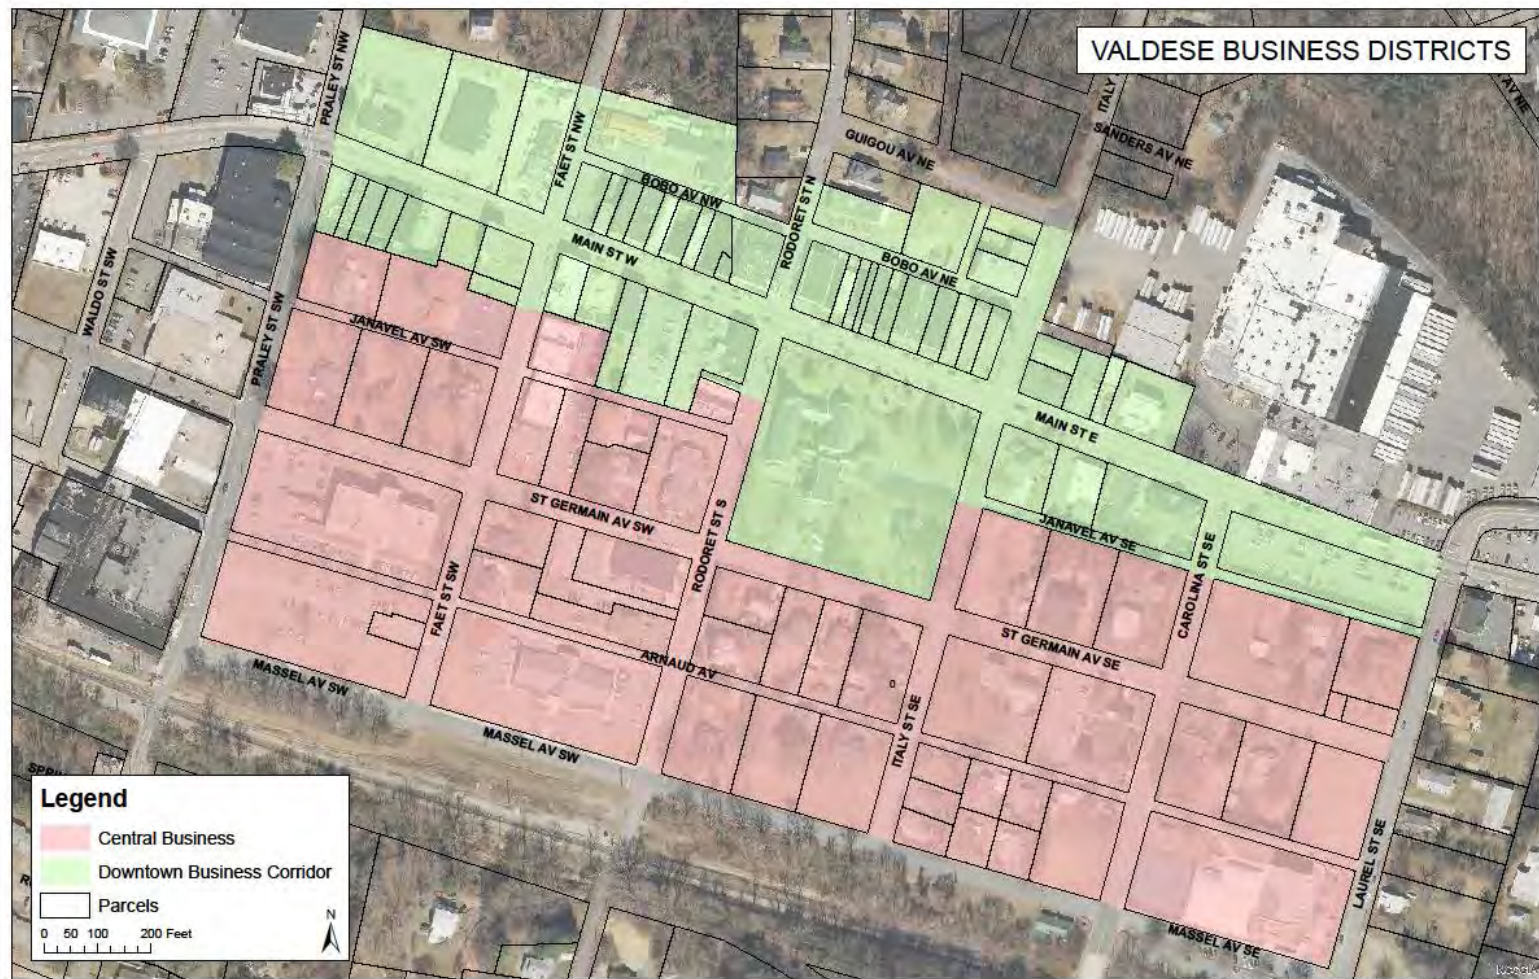 VALDESE BUSINESS DISTRICTS
PRALEY ST NW
ITALY
AV NE
FAET ST NW
GUIGOU AV NE
SANDERS AV NE
BOBO AV NW
RODORET ST N
MAIN ST W
BOBO AV NE
WALDO ST SW
PRALEY ST SW
JANAVEL AV SW
MAIN ST E
ST GERMAIN AV SW
RODORET ST S
JANAVEL AV SE
CAROLINA ST SE
FAET ST SW
ST GERMAIN AV SE
ARNAUD AV
MASSEL AV SW
MASSEL AV SW
ITALY ST SE
LAUREL ST SE
MASSEL AV SE
Legend
Central Business
Downtown Business Corridor
Parcels
N
0 50 100 200 Feet